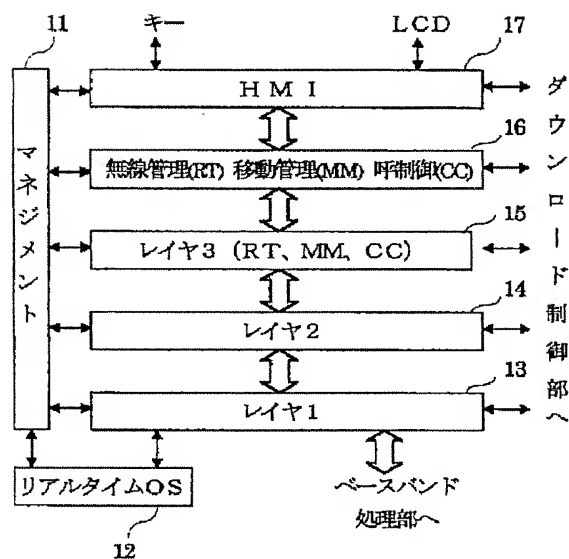 11
キー
LCD
17
HMI
16
無線管理(RT) 移動管理(MM) 呼制御(CC)
15
レイヤ3 (RT、MM、CC)
14
レイヤ2
13
レイヤ1
マネジメント
ダウンロード制御部へ
リアルタイムOS
12
ベースバンド
処理部へ